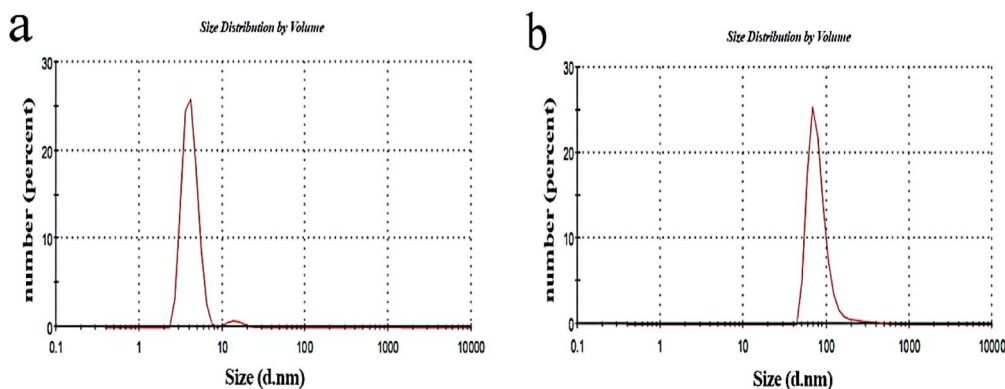 a
Size Distribution by Volume
number (percent)
30
20
10
0
0.1 1 10 100 1000 10000
Size (d.nm)
b
Size Distribution by Volume
number (percent)
30
20
10
0
0.1 1 10 100 1000 10000
Size (d.nm)